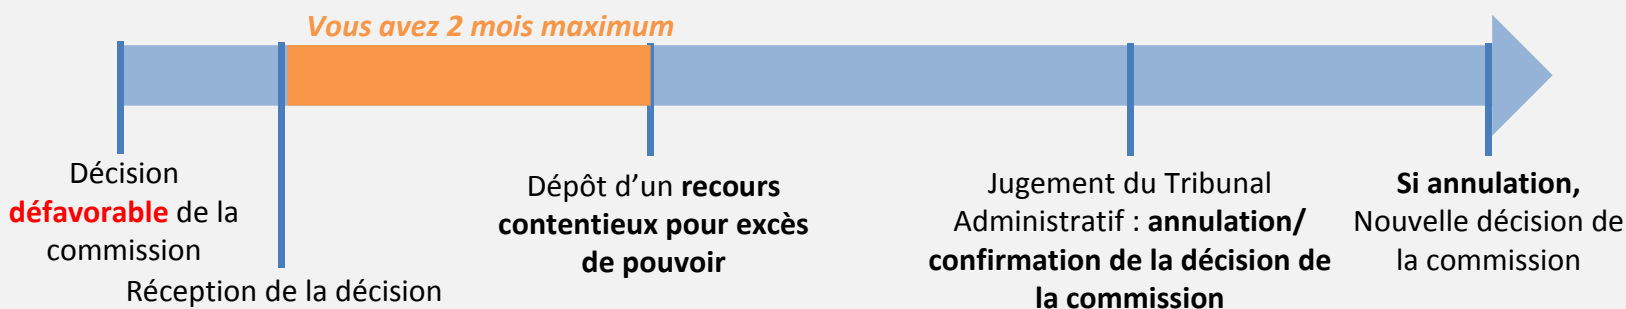 Vous avez 2 mois maximum
Décision
défavorable de la
commission
Réception de la décision
Dépôt d’un recours
contentieux pour excès
de pouvoir
Jugement du Tribunal
Administratif : annulation/
confirmation de la décision de
la commission
Si annulation,
Nouvelle décision de
la commission